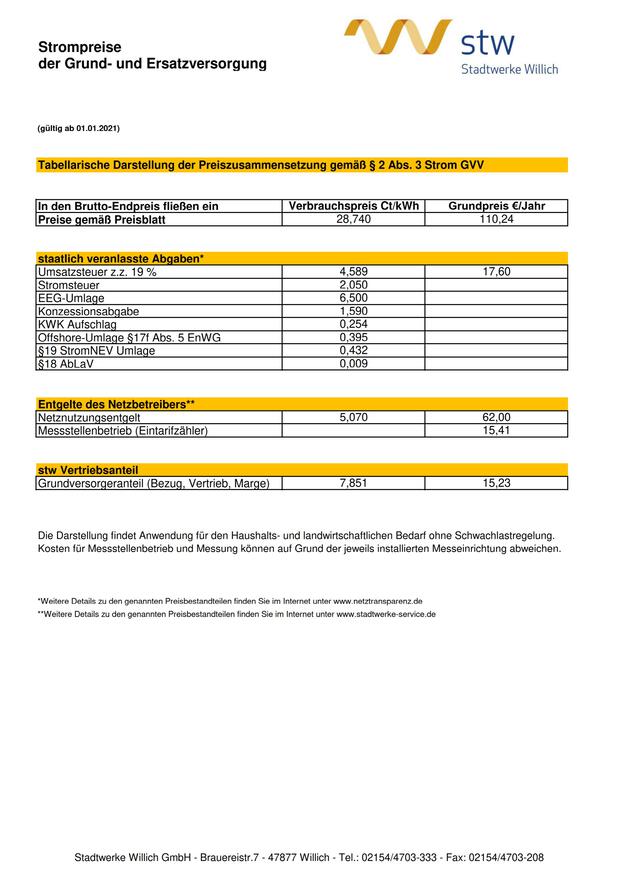 Strompreise
der Grund- und Ersatzversorgung
stw
Stadtwerke Willich
(gültig ab 01.01.2021)
Tabellarische Darstellung der Preiszusammensetzung gemäß § 2 Abs. 3 Strom GVV
In den Brutto-Endpreis fließen ein Verbrauchspreis Ct/kWh Grundpreis €/Jahr
Preise gemäß Preisblatt 28,740 110,24
staatlich veranlasste Abgaben*
Umsatzsteuer z.z. 19 % 4,589 17,60
Stromsteuer 2,050
EEG-Umlage 6,500
Konzessionsabgabe 1,590
KWK Aufschlag 0,254
Offshore-Umlage §17f Abs. 5 EnWG 0,395
§19 StromNEV Umlage 0,432
§18 AbLaV 0,009
Entgelte des Netzbetreibers**
Netznutzungsentgelt 5,070 62,00
Messstellenbetrieb (Eintarifzähler) 15,41
stw Vertriebsanteil
Grundversorgeranteil (Bezug, Vertrieb, Marge) 7,851 15,23
Die Darstellung findet Anwendung für den Haushalts- und landwirtschaftlichen Bedarf ohne Schwachlastregelung.
Kosten für Messstellenbetrieb und Messung können auf Grund der jeweils installierten Messeinrichtung abweichen.
*Weitere Details zu den genannten Preisbestandteilen finden Sie im Internet unter www.netztransparenz.de
**Weitere Details zu den genannten Preisbestandteilen finden Sie im Internet unter www.stadtwerke-service.de
Stadtwerke Willich GmbH - Brauereistr.7 - 47877 Willich - Tel.: 02154/4703-333 - Fax: 02154/4703-208